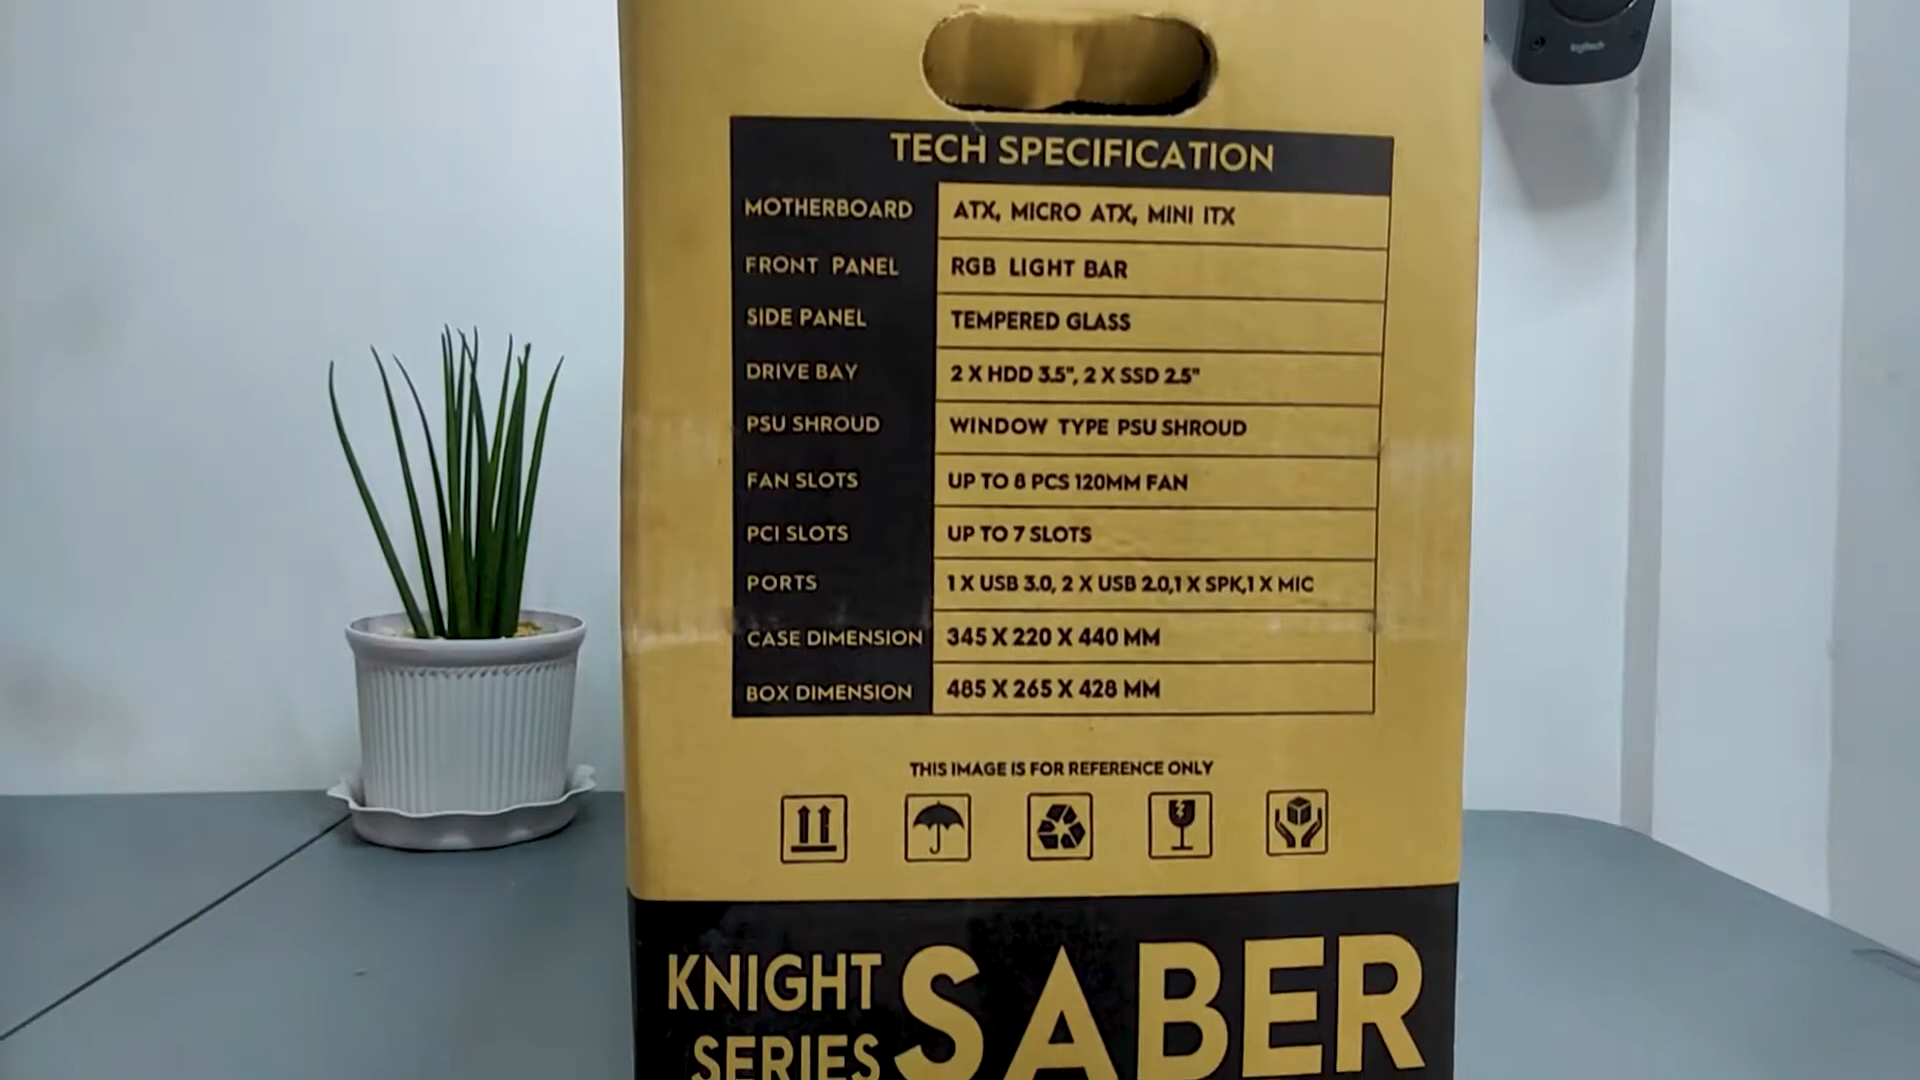 logitech
TECH SPECIFICATION
MOTHERBOARD ATX, MICRO ATX, MINI ITX
FRONT PANEL RGB LIGHT BAR
SIDE PANEL TEMPERED GLASS
DRIVE BAY 2 X HDD 3.5", 2 X SSD 2.5"
PSU SHROUD WINDOW TYPE PSU SHROUD
FAN SLOTS UP TO 8 PCS 120MM FAN
PCI SLOTS UP TO 7 SLOTS
PORTS 1 X USB 3.0, 2 X USB 2.0,1 X SPK,1 X MIC
CASE DIMENSION 345 X 220 X 440 MM
BOX DIMENSION 485 X 265 X 428 MM
THIS IMAGE IS FOR REFERENCE ONLY
KNIGHT
SERIES
SABER